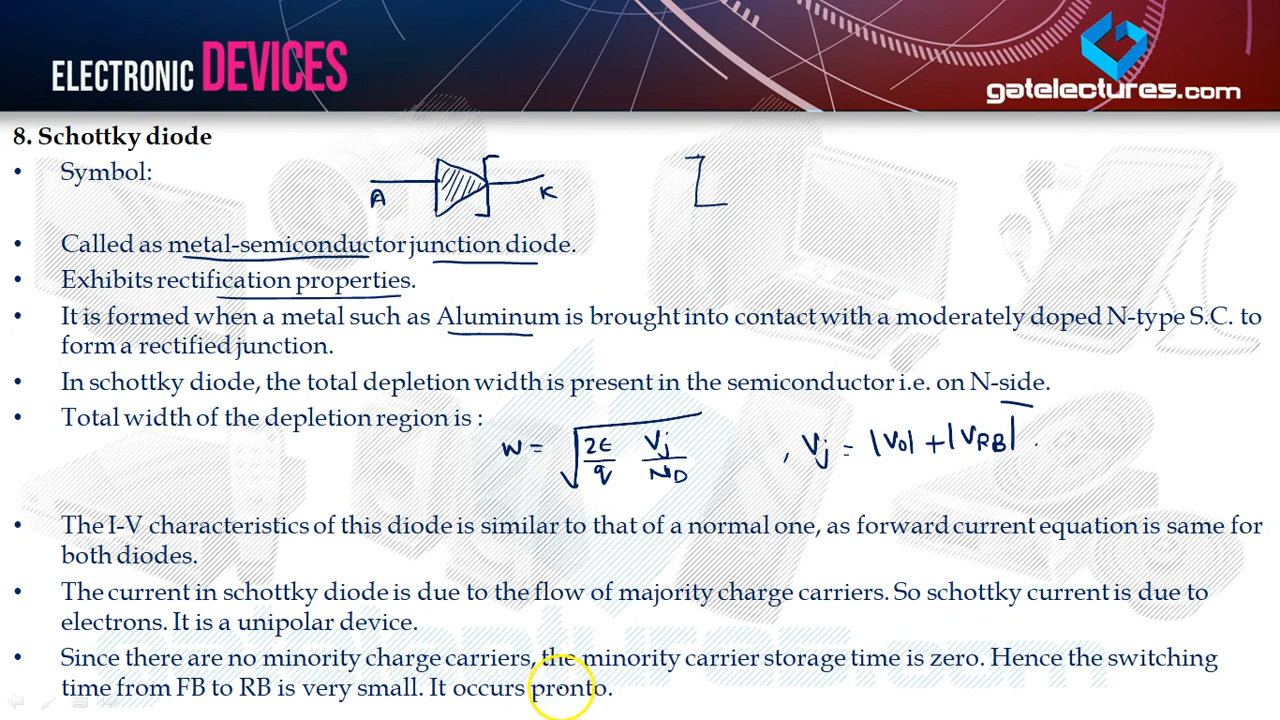 ELECTRONIC DEVICES
gatelectures.com
8. Schottky diode
• Symbol:
A K
• Called as metal-semiconductor junction diode.
• Exhibits rectification properties.
• It is formed when a metal such as Aluminum is brought into contact with a moderately doped N-type S.C. to
form a rectified junction.
• In schottky diode, the total depletion width is present in the semiconductor i.e. on N-side.
• Total width of the depletion region is :
W = √(2ε/q Vj/ND) , Vj = |V0| + |VRB|
• The I-V characteristics of this diode is similar to that of a normal one, as forward current equation is same for
both diodes.
• The current in schottky diode is due to the flow of majority charge carriers. So schottky current is due to
electrons. It is a unipolar device.
• Since there are no minority charge carriers, the minority carrier storage time is zero. Hence the switching
time from FB to RB is very small. It occurs pronto.